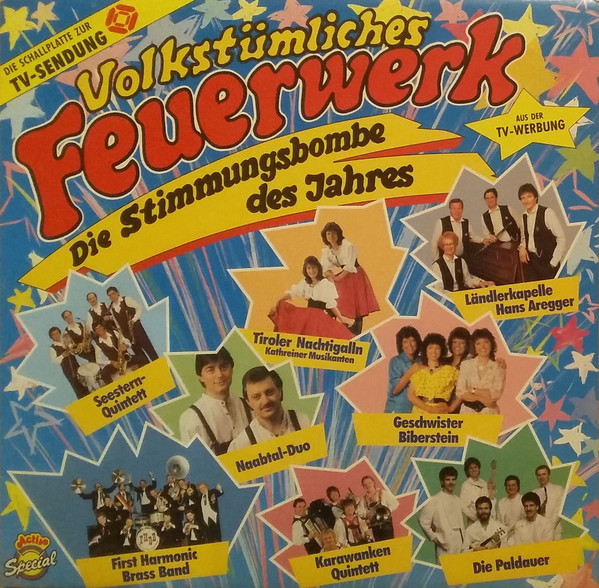 DIE SCHALLPLATTE ZUR
TV-SENDUNG
Volkstümliches
Feuerwerk
Die Stimmungsbombe
des Jahres
AUS DER
TV-WERBUNG
Ländlerkapelle
Hans Aregger
Tiroler Nachtigalln
Kathreiner Musikanten
Seestern-
Quintett
Geschwister
Biberstein
Naabtal-Duo
First Harmonic
Brass Band
Karawanken
Quintett
Die Paldauer
Active
Special